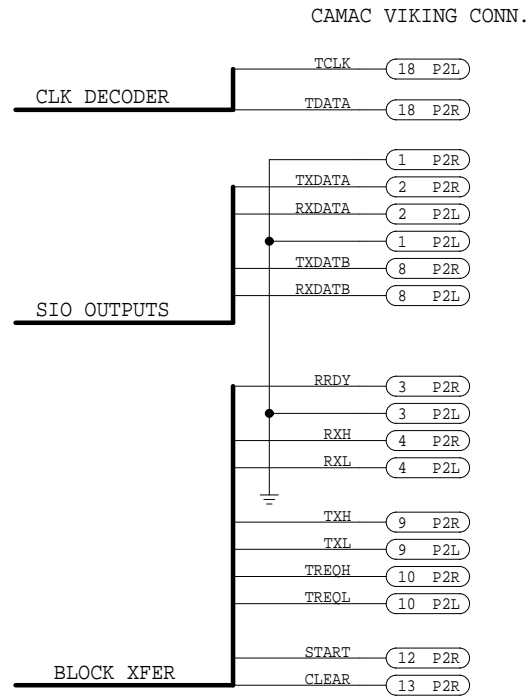 CAMAC VIKING CONN.
TCLK 18 P2L
CLK DECODER
TDATA 18 P2R
1 P2R
TXDATA 2 P2R
RXDATA 2 P2L
1 P2L
TXDATB 8 P2R
RXDATB 8 P2L
SIO OUTPUTS
RRDY 3 P2R
3 P2L
RXH 4 P2R
RXL 4 P2L
TXH 9 P2R
TXL 9 P2L
TREQH 10 P2R
TREQL 10 P2L
START 12 P2R
BLOCK XFER
CLEAR 13 P2R